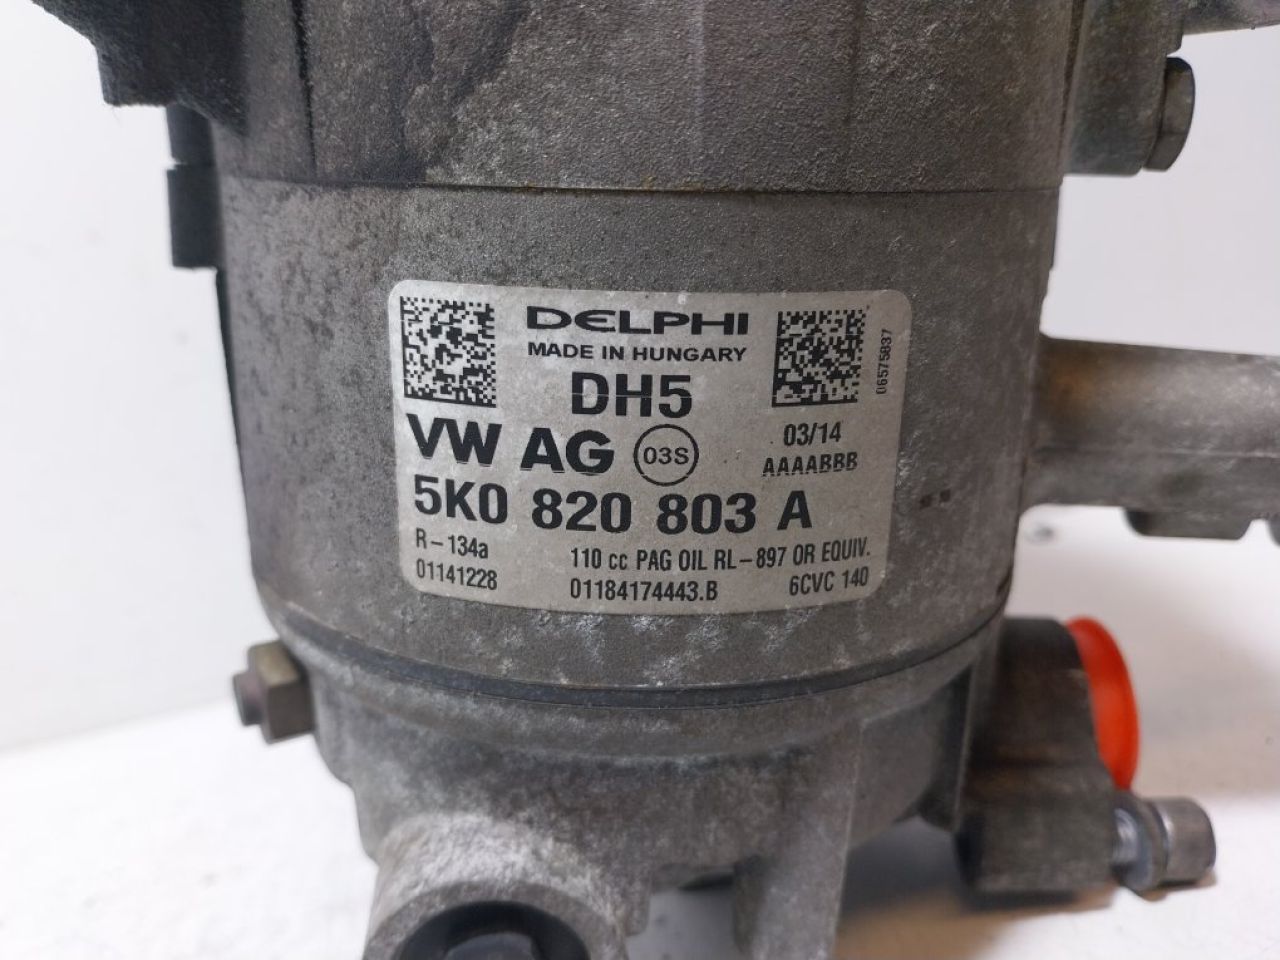 DELPHI
MADE IN HUNGARY
DH5
06575837
VW AG 03S
03/14
AAAABBB
5K0 820 803 A
R-134a
110 cc PAG OIL RL-897 OR EQUIV.
01141228
01184174443.B
6CVC 140